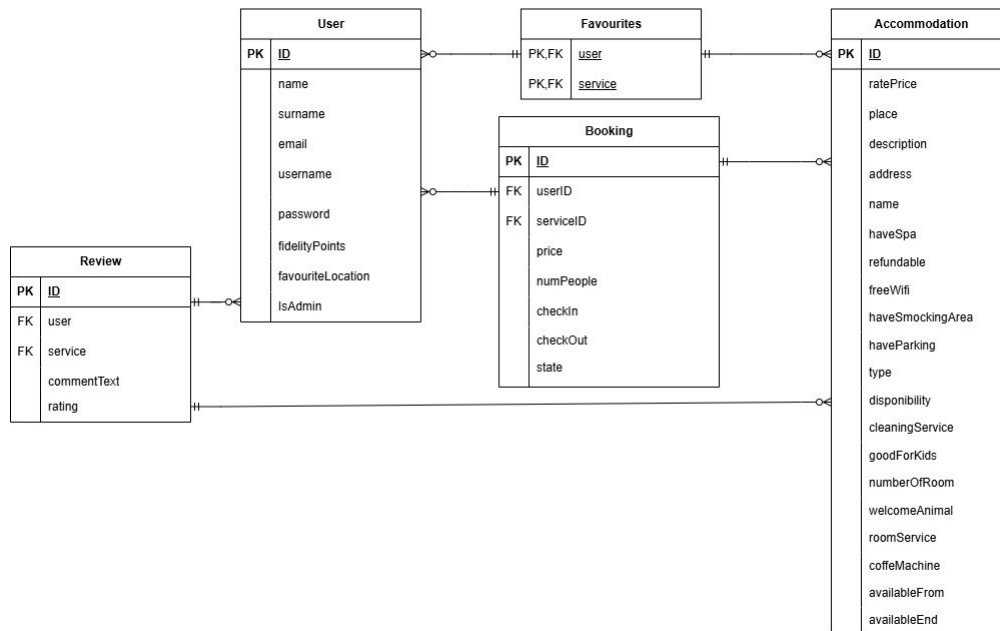 User
PK ID
name
surname
email
username
password
fidelityPoints
favouriteLocation
IsAdmin
Favourites
PK,FK user
PK,FK service
Booking
PK ID
FK userID
FK serviceID
price
numPeople
checkIn
checkOut
state
Accommodation
PK ID
ratePrice
place
description
address
name
haveSpa
refundable
freeWifi
haveSmockingArea
haveParking
type
disponibility
cleaningService
goodForKids
numberOfRoom
welcomeAnimal
roomService
coffeMachine
availableFrom
availableEnd
Review
PK ID
FK user
FK service
commentText
rating